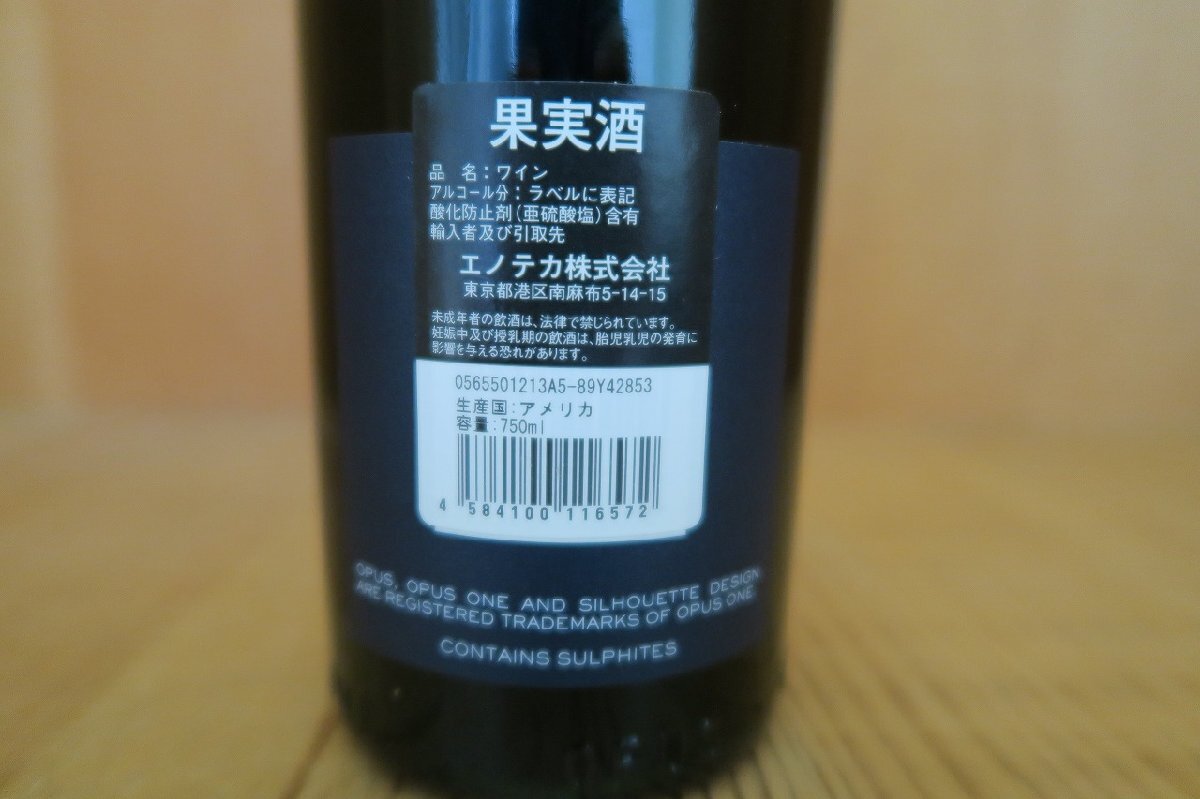 果実酒
品 名:ワイン
アルコール分:ラベルに表記
酸化防止剤(亜硫酸塩)含有
輸入者及び引取先
エノテカ株式会社
東京都港区南麻布5-14-15
未成年者の飲酒は、法律で禁じられています。
妊娠中及び授乳期の飲酒は、胎児乳児の発育に
影響を与える恐れがあります。
0565501213A5-89Y42853
生産国:アメリカ
容量:750ml
4 584100 116572
OPUS, OPUS ONE AND SILHOUETTE DESIGN
ARE REGISTERED TRADEMARKS OF OPUS ONE.
CONTAINS SULPHITES